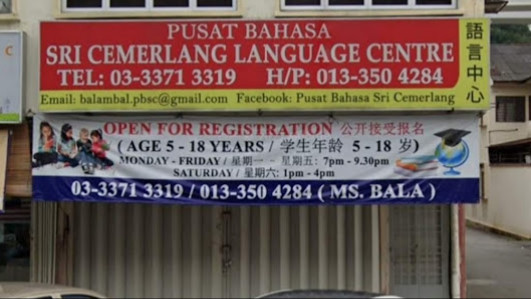 PUSAT BAHASA
SRI CEMERLANG LANGUAGE CENTRE
TEL: 03-3371 3319 H/P: 013-350 4284
語言中心
Email: balambal.pbsc@gmail.com Facebook: Pusat Bahasa Sri Cemerlang
OPEN FOR REGISTRATION 公开接受报名
( AGE 5 - 18 YEARS / 学生年龄 5 - 18 岁)
MONDAY - FRIDAY / 星期一 - 星期五: 7pm - 9.30pm
SATURDAY / 星期六: 1pm - 4pm
03-3371 3319 / 013-350 4284 ( MS. BALA )